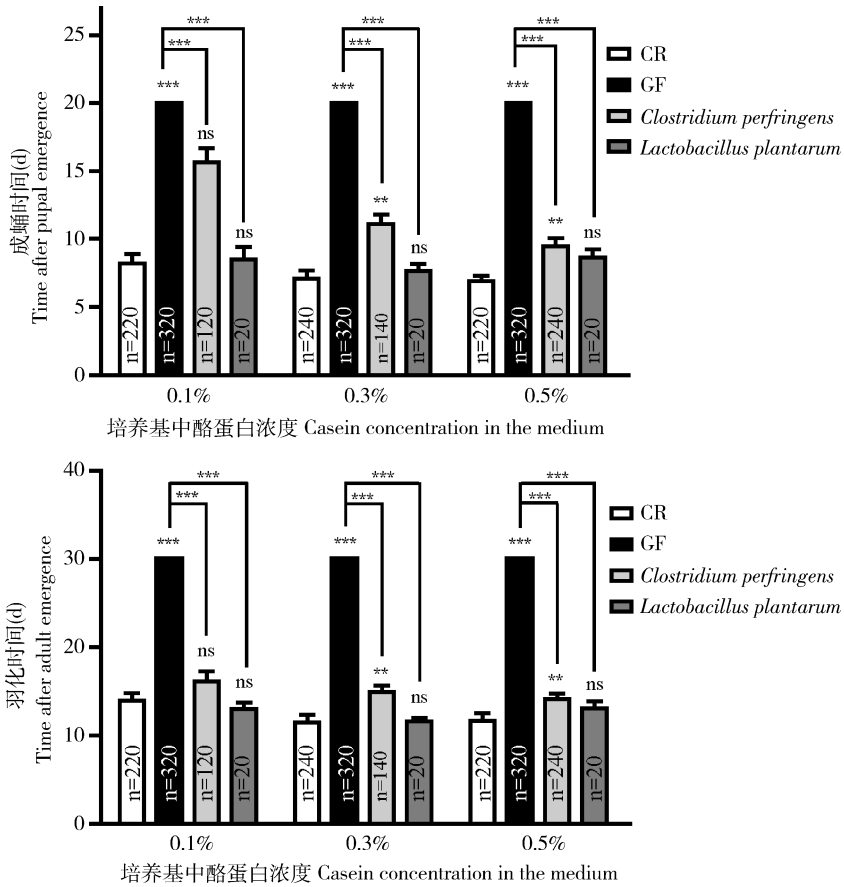 25
20
15
10
5
0
成蛹时间(d)
Time after pupal emergence
***
***
***
ns
ns
n=220
n=320
n=120
n=20
***
***
***
**
ns
n=240
n=320
n=140
n=20
***
***
***
**
ns
n=220
n=320
n=240
n=20
CR
GF
Clostridium perfringens
Lactobacillus plantarum
0.1% 0.3% 0.5%
培养基中酪蛋白浓度 Casein concentration in the medium
40
30
20
10
0
羽化时间(d)
Time after adult emergence
***
***
***
ns
ns
n=220
n=320
n=120
n=20
***
***
***
**
ns
n=240
n=320
n=140
n=20
***
***
***
**
ns
n=220
n=320
n=240
n=20
CR
GF
Clostridium perfringens
Lactobacillus plantarum
0.1% 0.3% 0.5%
培养基中酪蛋白浓度 Casein concentration in the medium